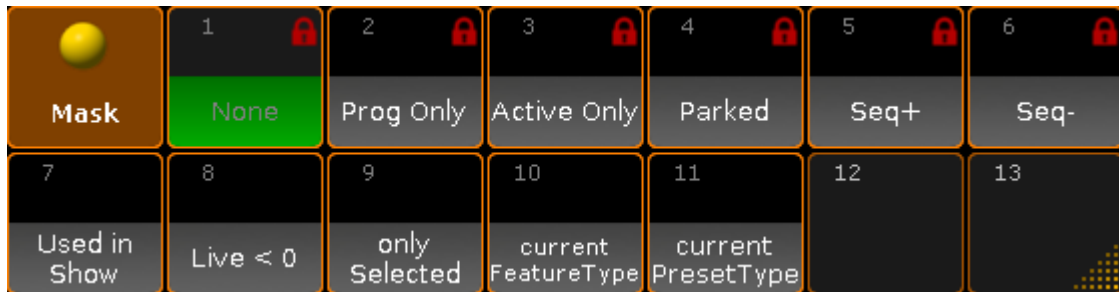 1 2 3 4 5 6
Mask None Prog Only Active Only Parked Seq+ Seq-
7 8 9 10 11 12 13
Used in Show
Live < 0
only Selected
current FeatureType
current PresetType